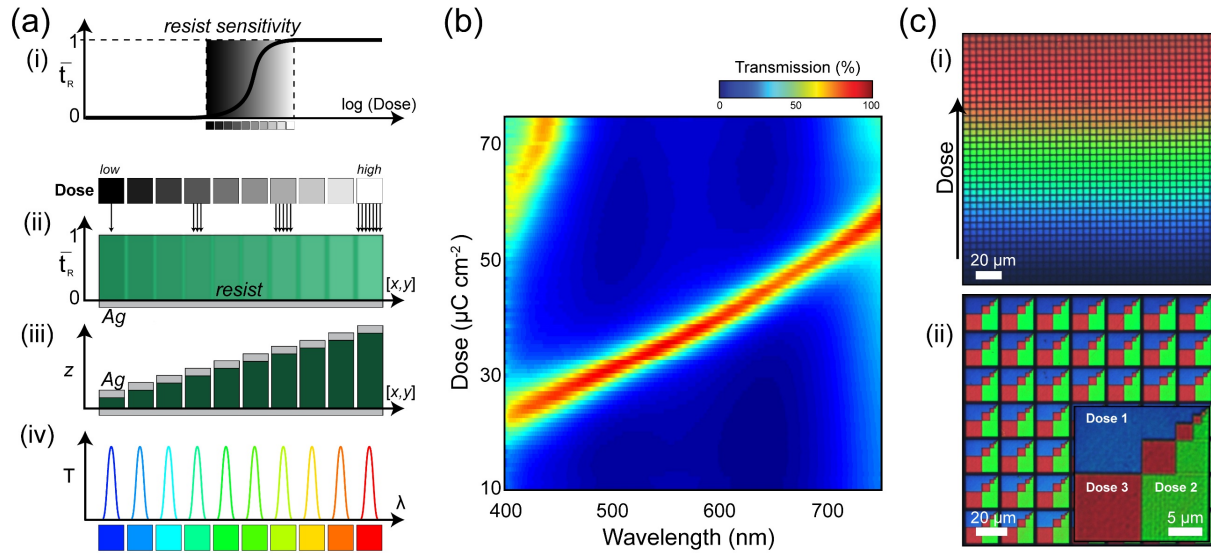 (a)
resist sensitivity
(i)
1
t̅R
0
log (Dose)
low
high
Dose
(ii)
1
t̅R
0
resist
[x,y]
Ag
(iii)
z
Ag
[x,y]
(iv)
T
λ
(b)
Transmission (%)
0 50 100
Dose (µC cm⁻²)
70
50
30
10
400 500 600 700
Wavelength (nm)
(c)
(i)
Dose
20 µm
(ii)
Dose 1
Dose 3 Dose 2
20 µm
5 µm